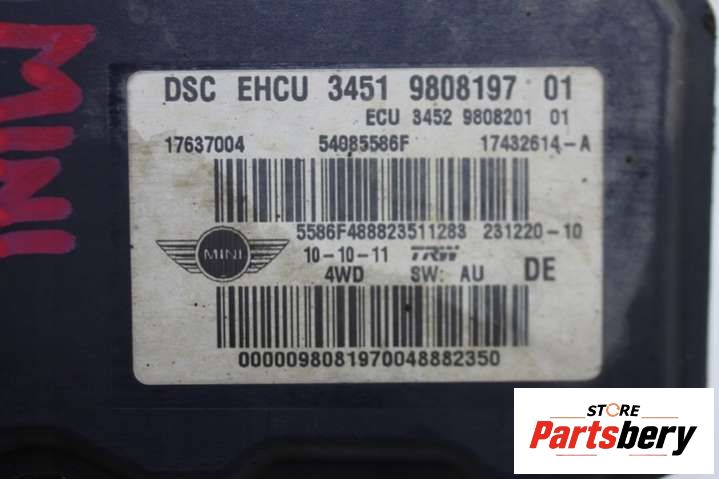 MINI
DSC EHCU 3451 9808197 01
ECU 3452 9808201 01
17637004 54085586F 17432614-A
5586F488823511283 231220-10
MINI 10-10-11 TRW
4WD SW: AU DE
0000098081970048882350
STORE
Partsbery